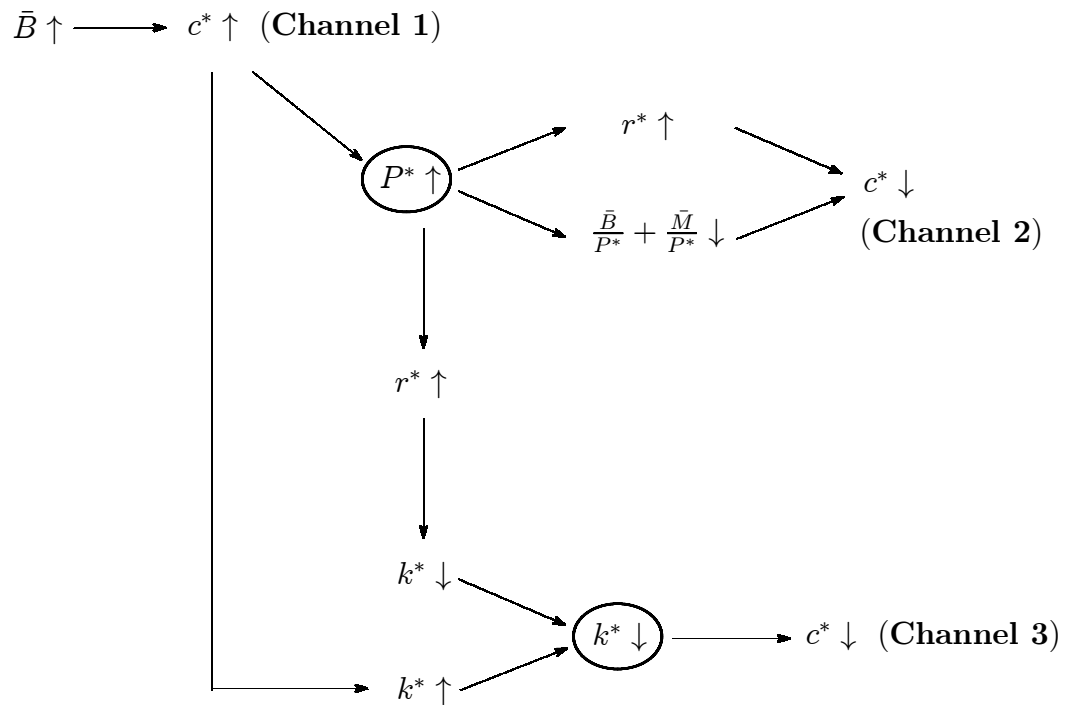 B̄ ↑ c* ↑ (Channel 1)
r* ↑
P* ↑
c* ↓
B̄/P* + M̄/P* ↓
(Channel 2)
r* ↑
k* ↓
k* ↓ c* ↓ (Channel 3)
k* ↑